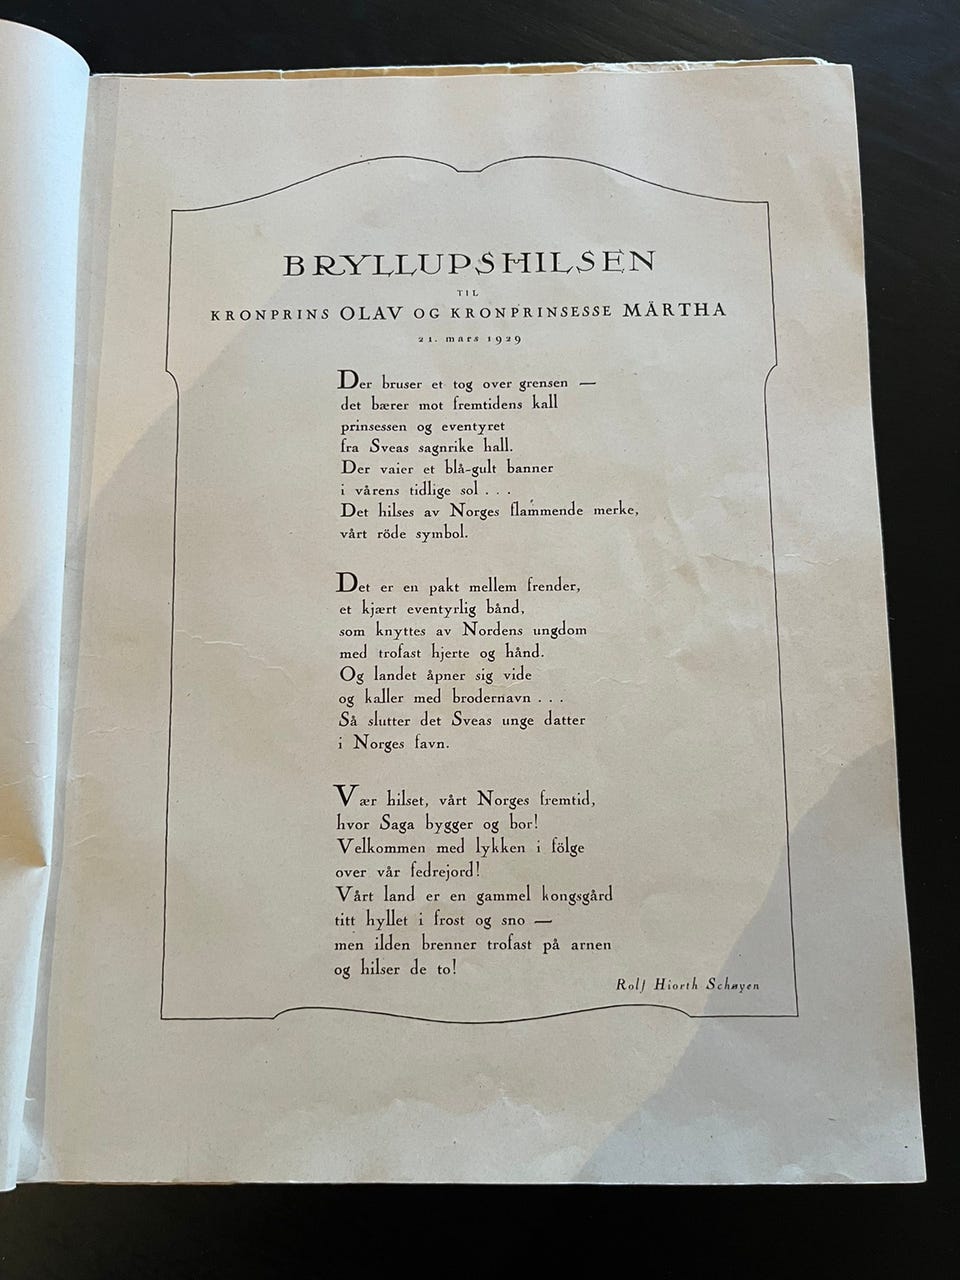 BRYLLUPSHILSEN
TIL
KRONPRINS OLAV OG KRONPRINSESSE MÄRTHA
21. mars 1929
Der bruser et tog over grensen —
det bærer mot fremtidens kall
prinsessen og eventyret
fra Sveas sagnrike hall.
Der vaier et blå-gult banner
i vårens tidlige sol . . .
Det hilses av Norges flammende merke,
vårt röde symbol.
Det er en pakt mellem frender,
et kjært eventyrlig bånd,
som knyttes av Nordens ungdom
med trofast hjerte og hånd.
Og landet åpner sig vide
og kaller med brodernavn . . .
Så slutter det Sveas unge datter
i Norges favn.
Vær hilset, vårt Norges fremtid,
hvor Saga bygger og bor!
Velkommen med lykken i fölge
over vår fedrejord!
Vårt land er en gammel kongsgård
titt hyllet i frost og sno —
men ilden brenner trofast på arnen
og hilser de to!
Rolf Hiorth Schøyen